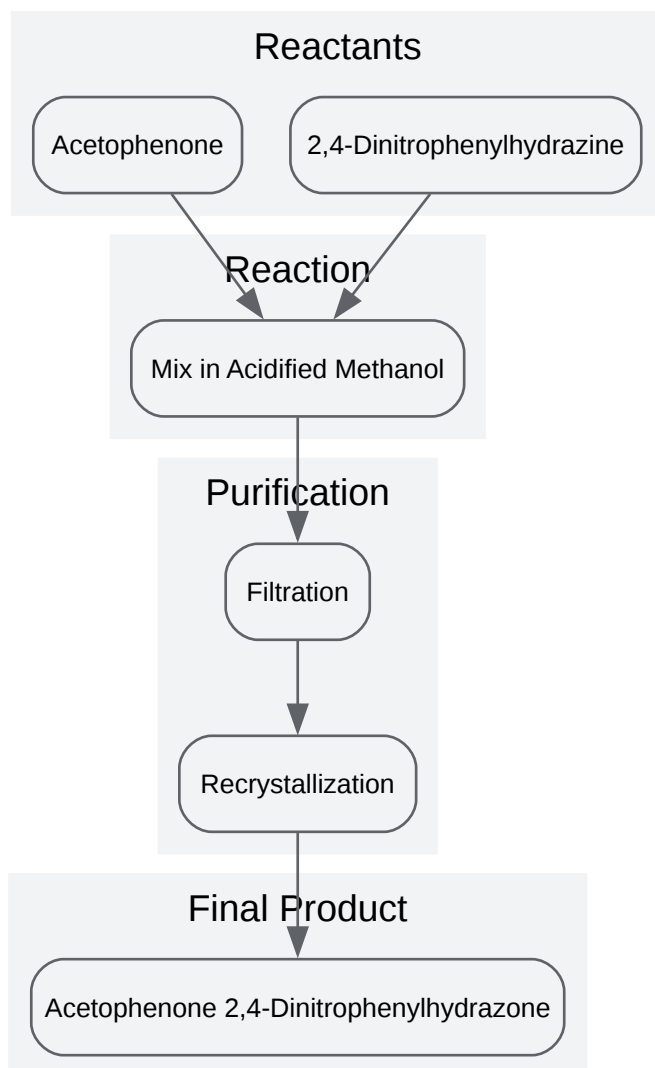 Reactants
Acetophenone
2,4-Dinitrophenylhydrazine
Reaction
Mix in Acidified Methanol
Purification
Filtration
Recrystallization
Final Product
Acetophenone 2,4-Dinitrophenylhydrazone